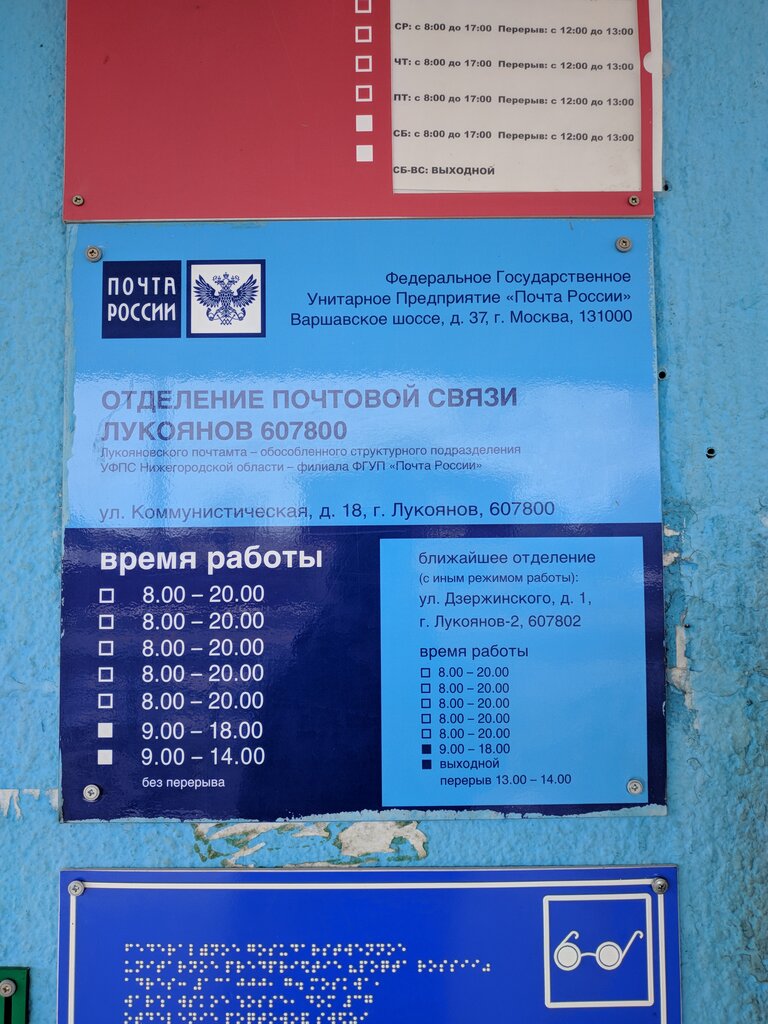 СР: с 8:00 до 17:00 Перерыв: с 12:00 до 13:00
ЧТ: с 8:00 до 17:00 Перерыв: с 12:00 до 13:00
ПТ: с 8:00 до 17:00 Перерыв: с 12:00 до 13:00
СБ: с 8:00 до 17:00 Перерыв: с 12:00 до 13:00
СБ-ВС: ВЫХОДНОЙ
ПОЧТА
РОССИИ
Федеральное Государственное
Унитарное Предприятие «Почта России»
Варшавское шоссе, д. 37, г. Москва, 131000
ОТДЕЛЕНИЕ ПОЧТОВОЙ СВЯЗИ
ЛУКОЯНОВ 607800
Лукояновского почтамта – обособленного структурного подразделения
УФПС Нижегородской области – филиала ФГУП «Почта России»
ул. Коммунистическая, д. 18, г. Лукоянов, 607800
время работы
8.00 – 20.00
8.00 – 20.00
8.00 – 20.00
8.00 – 20.00
8.00 – 20.00
9.00 – 18.00
9.00 – 14.00
без перерыва
ближайшее отделение
(с иным режимом работы):
ул. Дзержинского, д. 1,
г. Лукоянов-2, 607802
время работы
8.00 – 20.00
8.00 – 20.00
8.00 – 20.00
8.00 – 20.00
8.00 – 20.00
9.00 – 18.00
выходной
перерыв 13.00 – 14.00